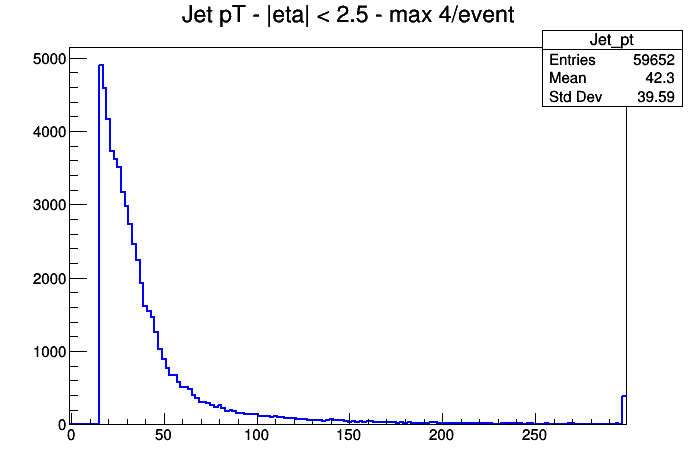 Jet pT - |eta| < 2.5 - max 4/event
Jet_pt
Entries 59652
Mean 42.3
Std Dev 39.59
5000
4000
3000
2000
1000
0
0 50 100 150 200 250